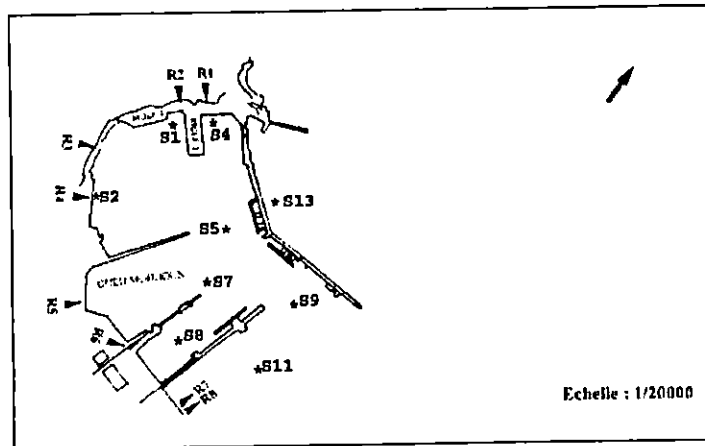 R2 R1
S1
S4
R3
R4
S2
S13
S5
R5
S7
S9
R6
S8
S11
R7
R8
Echelle : 1/20000